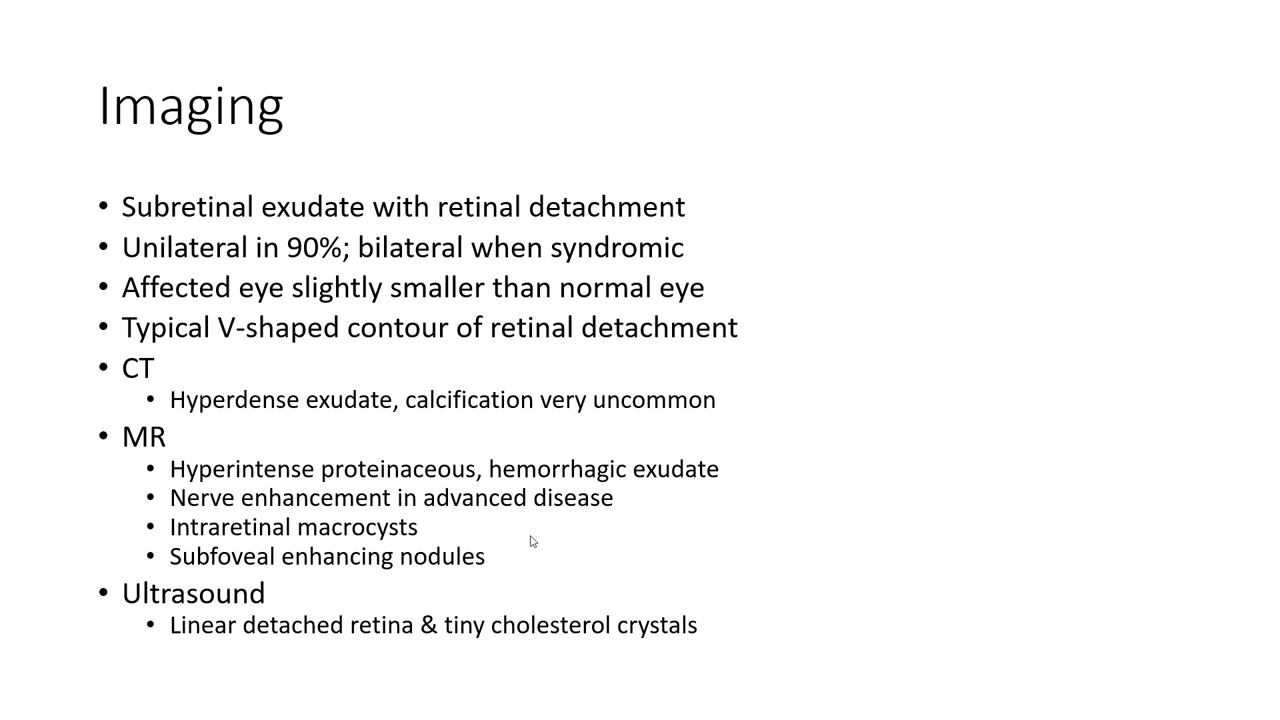 Imaging
• Subretinal exudate with retinal detachment
• Unilateral in 90%; bilateral when syndromic
• Affected eye slightly smaller than normal eye
• Typical V-shaped contour of retinal detachment
• CT
• Hyperdense exudate, calcification very uncommon
• MR
• Hyperintense proteinaceous, hemorrhagic exudate
• Nerve enhancement in advanced disease
• Intraretinal macrocysts
• Subfoveal enhancing nodules
• Ultrasound
• Linear detached retina & tiny cholesterol crystals